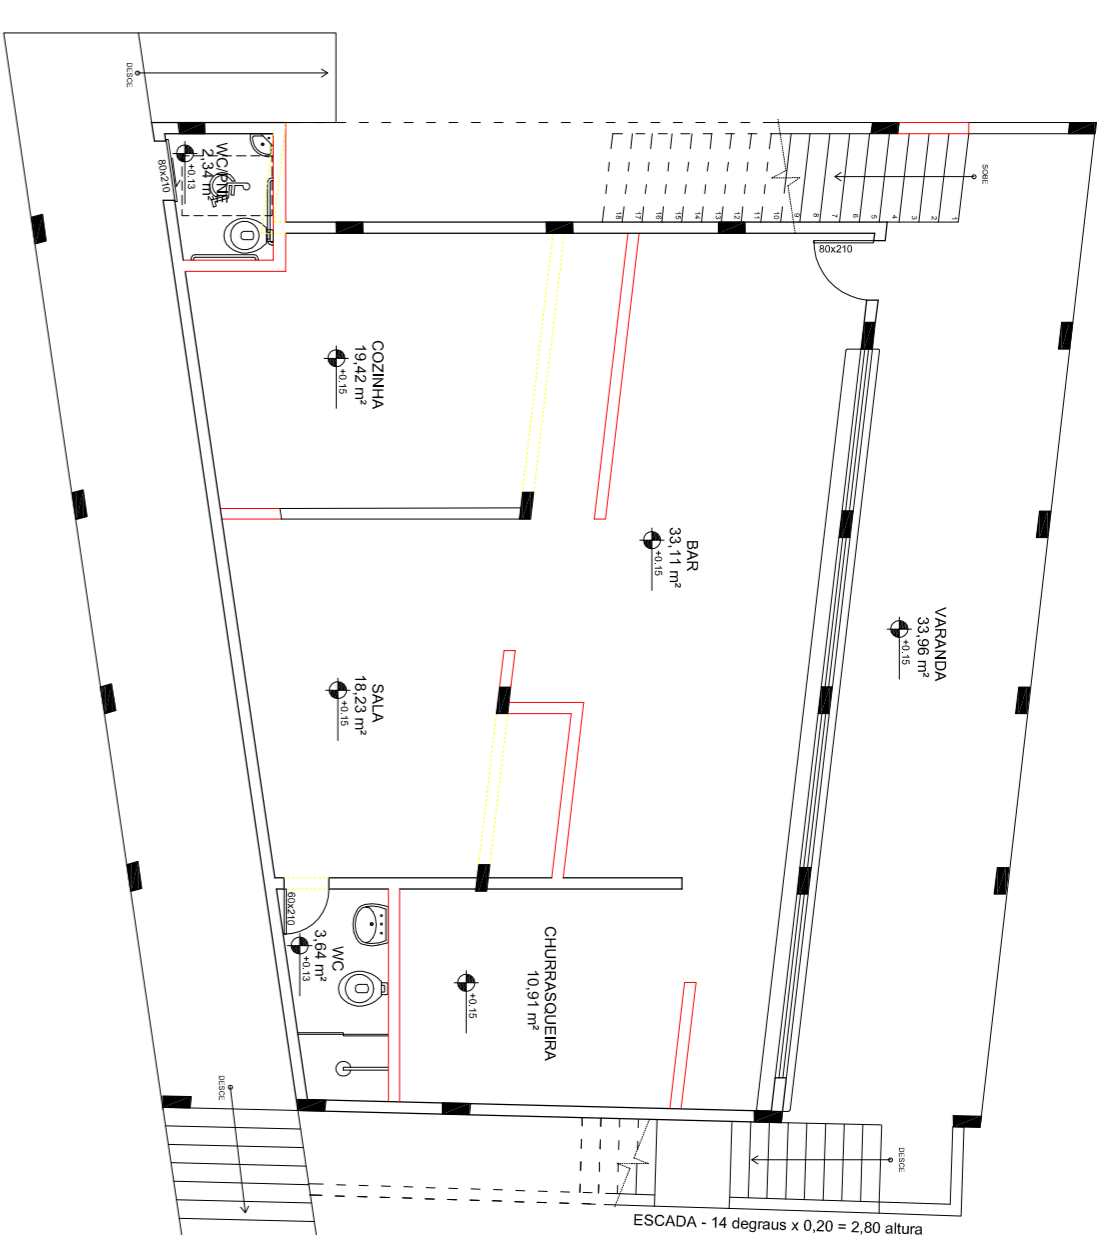 DESCE
WC/PNE
2,34 m²
+0.13
80x210
18
17
16
15
14
13
12
11
10
9
8
7
6
5
4
3
2
1
SOBE
80x210
COZINHA
19,42 m²
+0.15
BAR
33,11 m²
+0.15
VARANDA
33,96 m²
+0.15
SALA
18,23 m²
+0.15
60x210
WC
3,64 m²
+0.13
CHURRASQUEIRA
10,91 m²
+0.15
DESCE
DESCE
ESCADA - 14 degraus x 0,20 = 2,80 altura